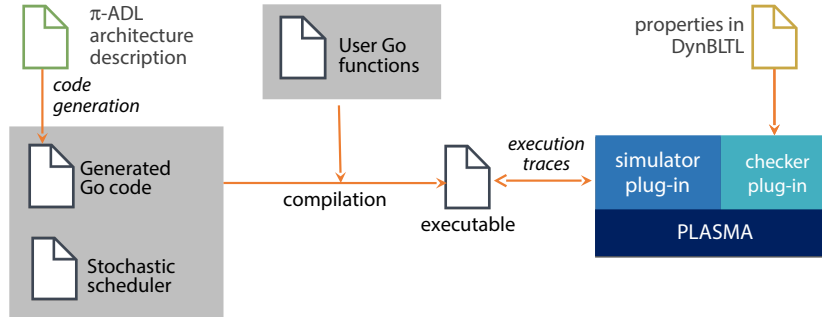 π-ADL
architecture
description
code
generation
User Go
functions
properties in
DynBLTL
Generated
Go code
Stochastic
scheduler
compilation
executable
execution
traces
simulator
plug-in
checker
plug-in
PLASMA